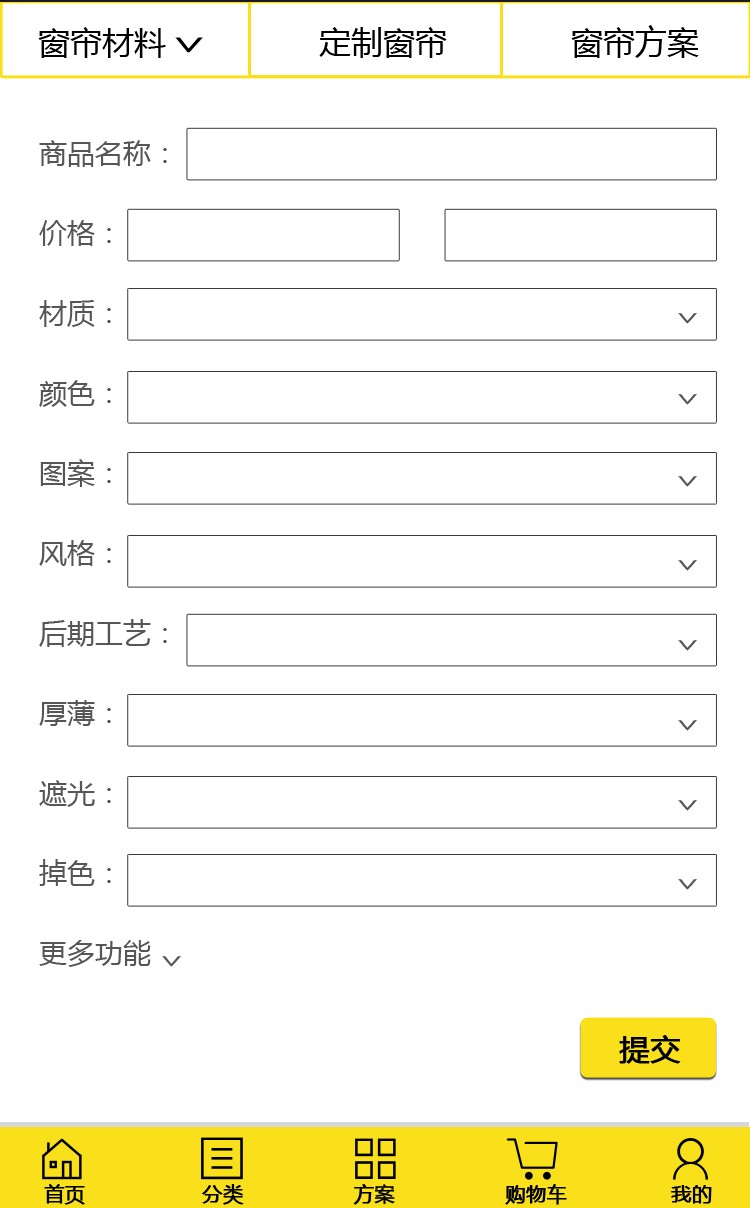 窗帘材料 定制窗帘 窗帘方案
商品名称：
价格：
材质：
颜色：
图案：
风格：
后期工艺：
厚薄：
遮光：
掉色：
更多功能
提交
首页 分类 方案 购物车 我的